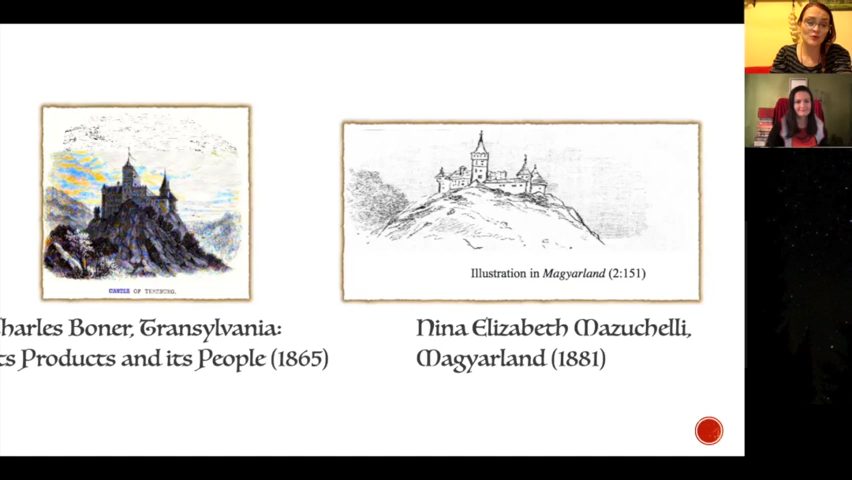 CASTLE OF TERZBURG.
Illustration in Magyarland (2:151)
harles Boner, Transylvania:
ts Products and its People (1865)
Nina Elizabeth Mazuchelli,
Magyarland (1881)